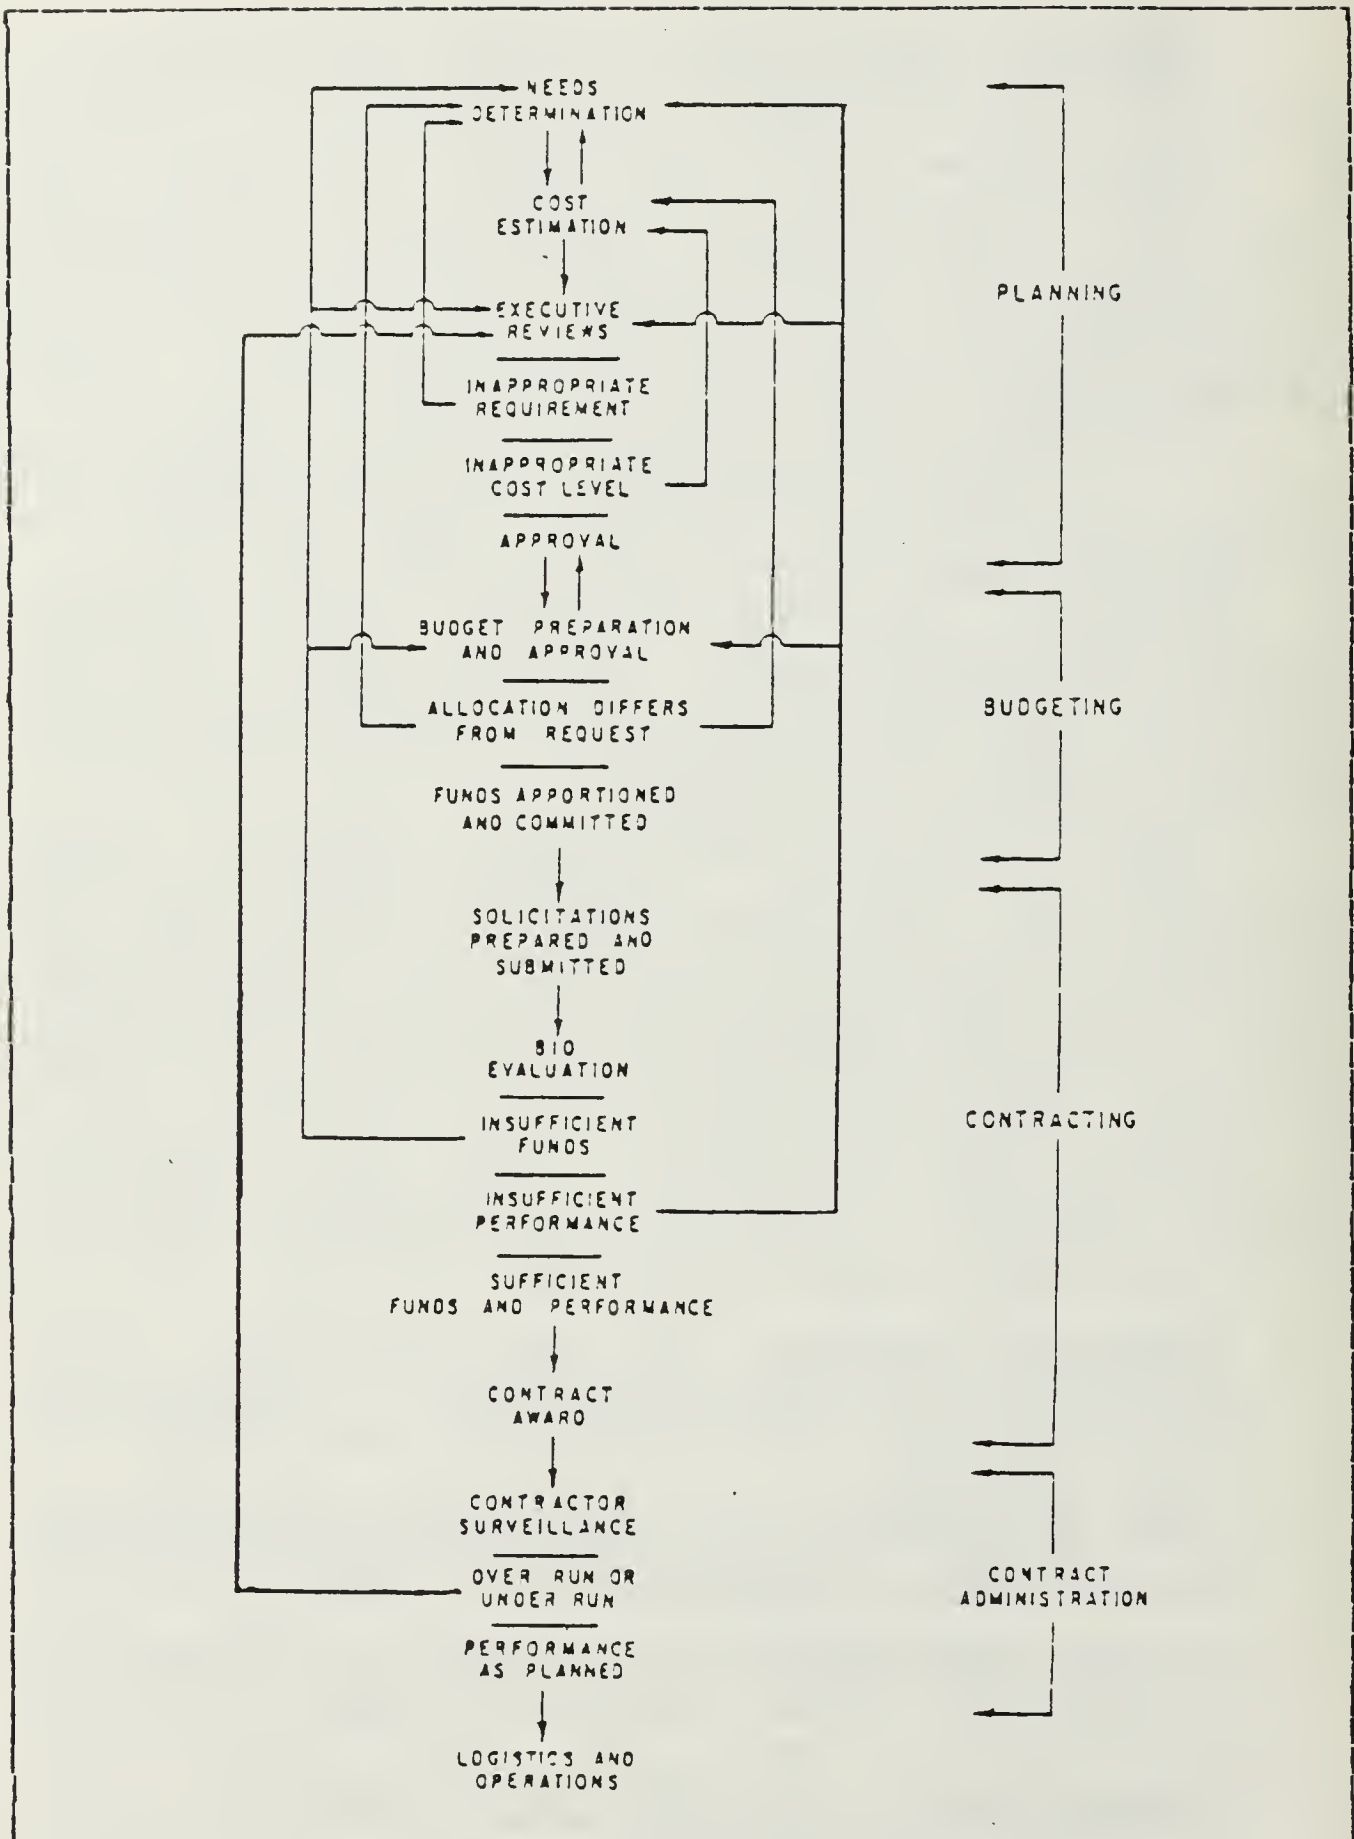 NEEDS
DETERMINATION
COST
ESTIMATION
EXECUTIVE
REVIEWS
INAPPROPRIATE
REQUIREMENT
INAPPROPRIATE
COST LEVEL
APPROVAL
BUDGET PREPARATION
AND APPROVAL
ALLOCATION DIFFERS
FROM REQUEST
FUNDS APPORTIONED
AND COMMITTED
SOLICITATIONS
PREPARED AND
SUBMITTED
BID
EVALUATION
INSUFFICIENT
FUNDS
INSUFFICIENT
PERFORMANCE
SUFFICIENT
FUNDS AND PERFORMANCE
CONTRACT
AWARD
CONTRACTOR
SURVEILLANCE
OVER RUN OR
UNDER RUN
PERFORMANCE
AS PLANNED
LOGISTICS AND
OPERATIONS
PLANNING
BUDGETING
CONTRACTING
CONTRACT
ADMINISTRATION